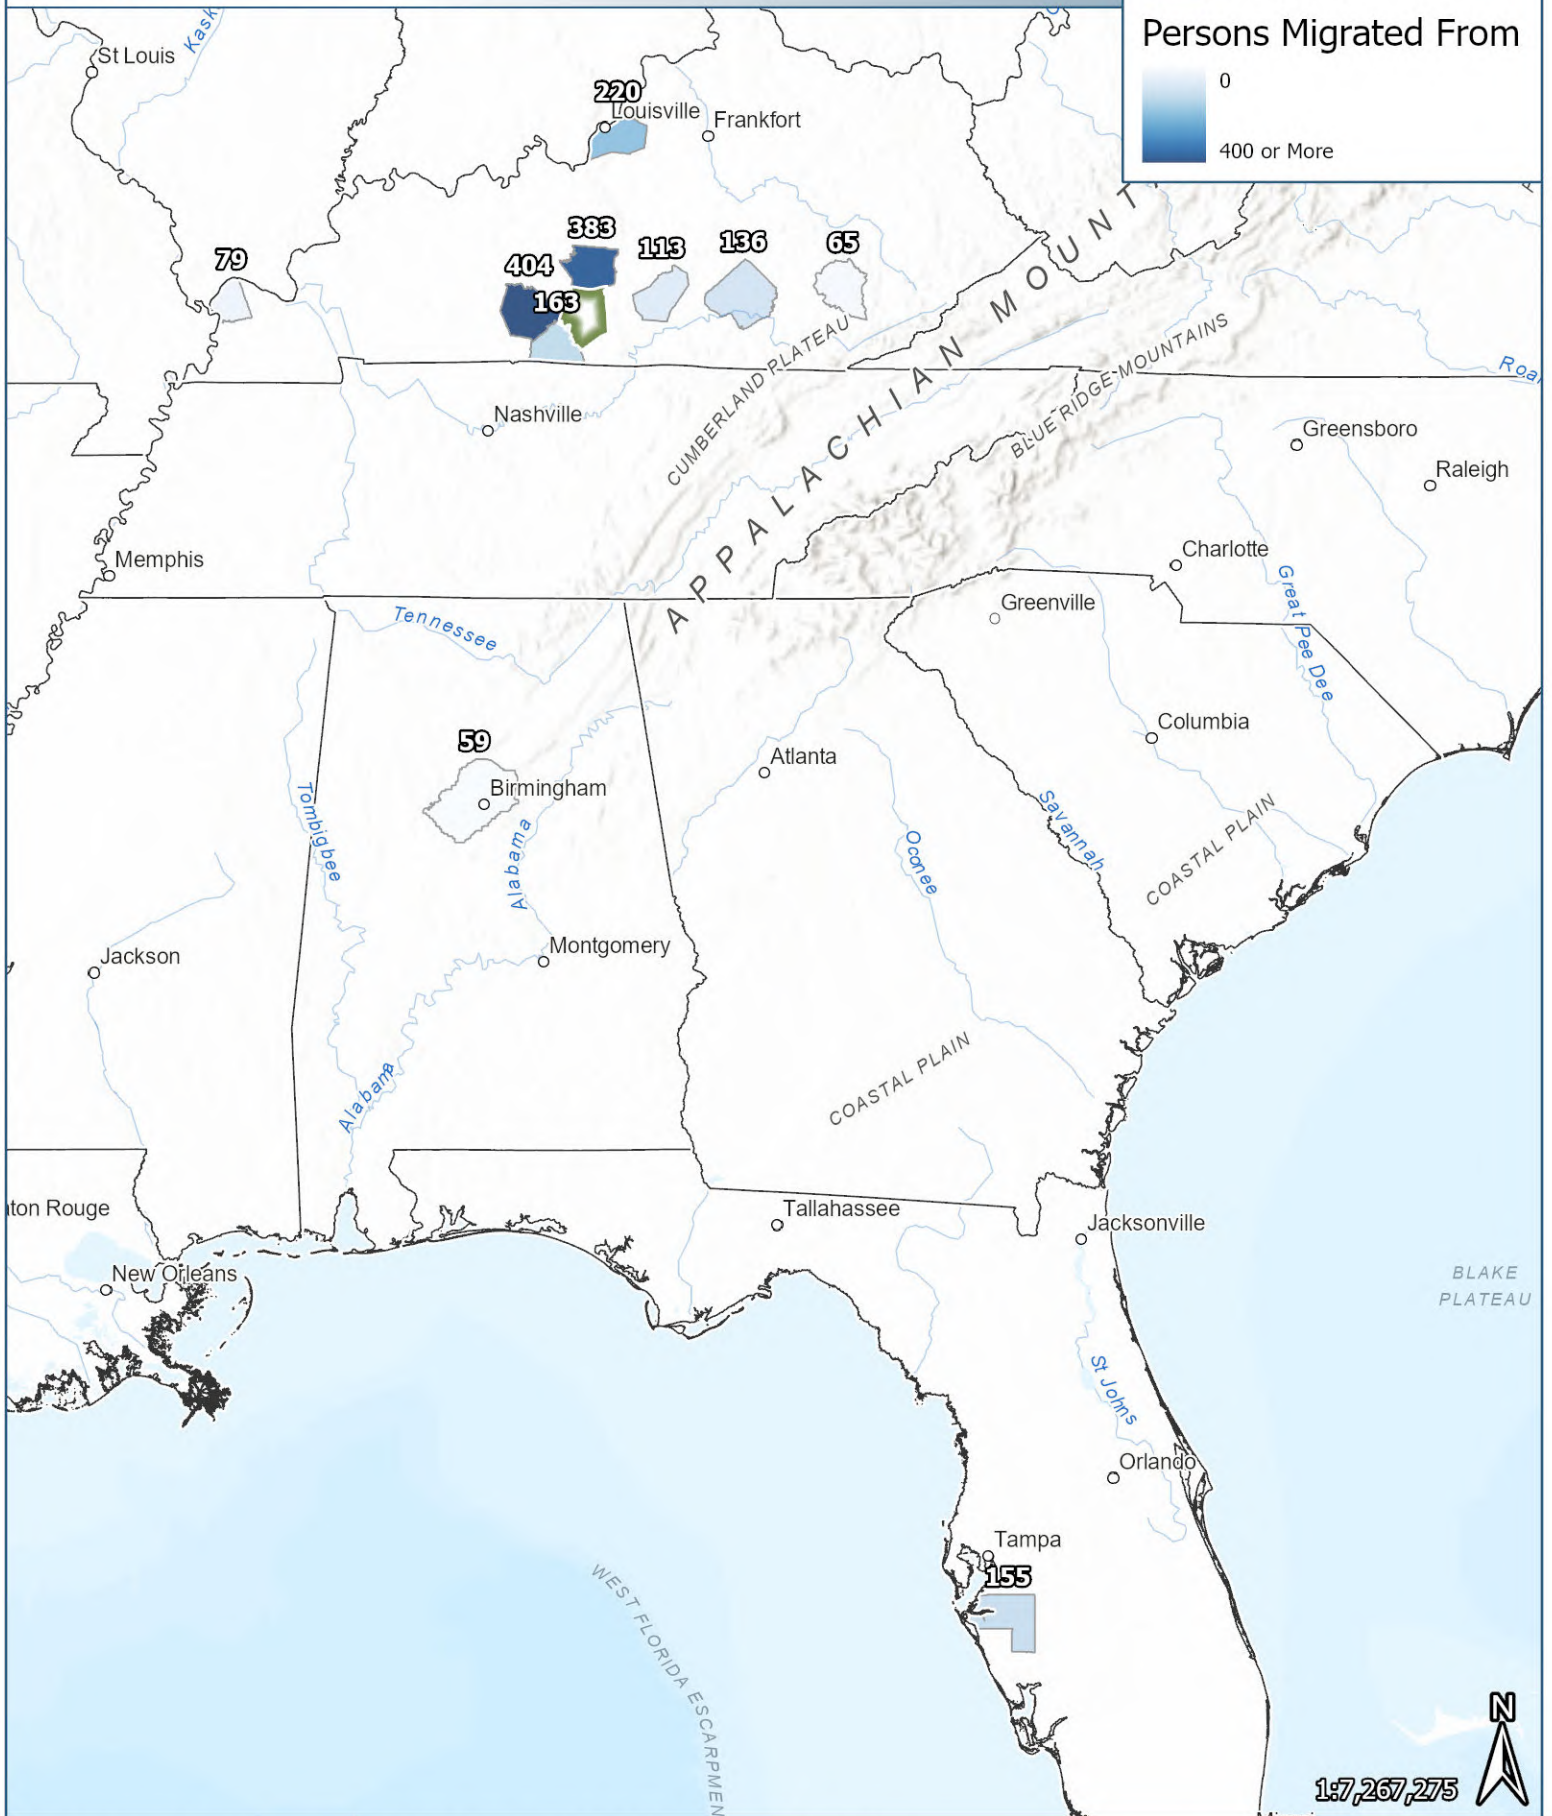 Persons Migrated From
0
400 or More
St Louis
Kask
220
Louisville
Frankfort
383
113
136
65
79
404
163
CUMBERLAND PLATEAU
APPALACHIAN MOUNT
BLUE RIDGE MOUNTAINS
Roa
Nashville
Greensboro
Raleigh
Memphis
Charlotte
Tennessee
Greenville
Great Pee Dee
59
Birmingham
Atlanta
Columbia
Tombigbee
Alabama
Oconee
Savannah
COASTAL PLAIN
Jackson
Montgomery
Alabama
COASTAL PLAIN
ton Rouge
Tallahassee
Jacksonville
New Orleans
BLAKE
PLATEAU
St Johns
Orlando
Tampa
155
WEST FLORIDA ESCARPMEN
N
1:7,267,275